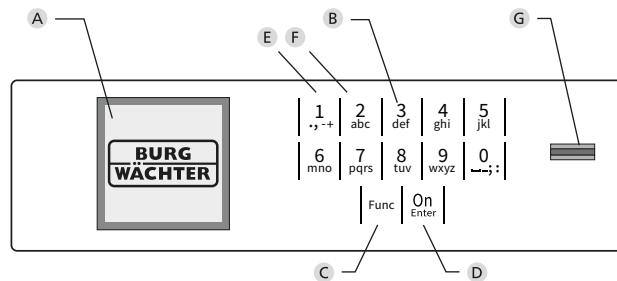 A
B
E F
G
1 2 3 4 5
.,-+ abc def ghi jkl
BURG
WÄCHTER
6 7 8 9 0
mno pqrs tuv wxyz ⎵_;:
Func On
Enter
C D